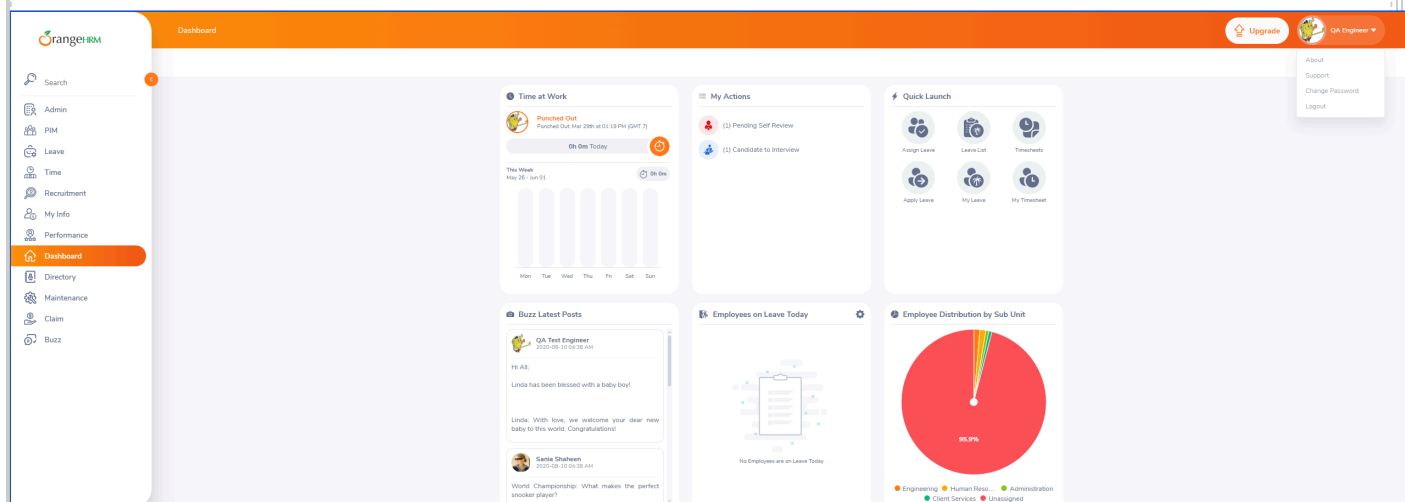 OrangeHRM
Dashboard
Upgrade
QA Engineer
About
Support
Change Password
Logout
Search
Admin
PIM
Leave
Time
Recruitment
My Info
Performance
Dashboard
Directory
Maintenance
Claim
Buzz
Time at Work
Punched Out
Punched Out: Mar 29th at 01:19 PM (GMT 7)
0h 0m Today
This Week
May 26 - Jun 01
0h 0m
Mon Tue Wed Thu Fri Sat Sun
My Actions
(1) Pending Self Review
(1) Candidate to Interview
Quick Launch
Assign Leave
Leave List
Timesheets
Apply Leave
My Leave
My Timesheet
Buzz Latest Posts
QA Test Engineer
2020-08-10 04:38 AM
Hi All;
Linda has been blessed with a baby boy!
Linda: With love, we welcome your dear new
baby to this world. Congratulations!
Sania Shaheen
2020-08-10 04:38 AM
World Championship: What makes the perfect
snooker player?
Employees on Leave Today
No Employees are on Leave Today
Employee Distribution by Sub Unit
95.9%
Engineering Human Reso... Administration
Client Services Unassigned